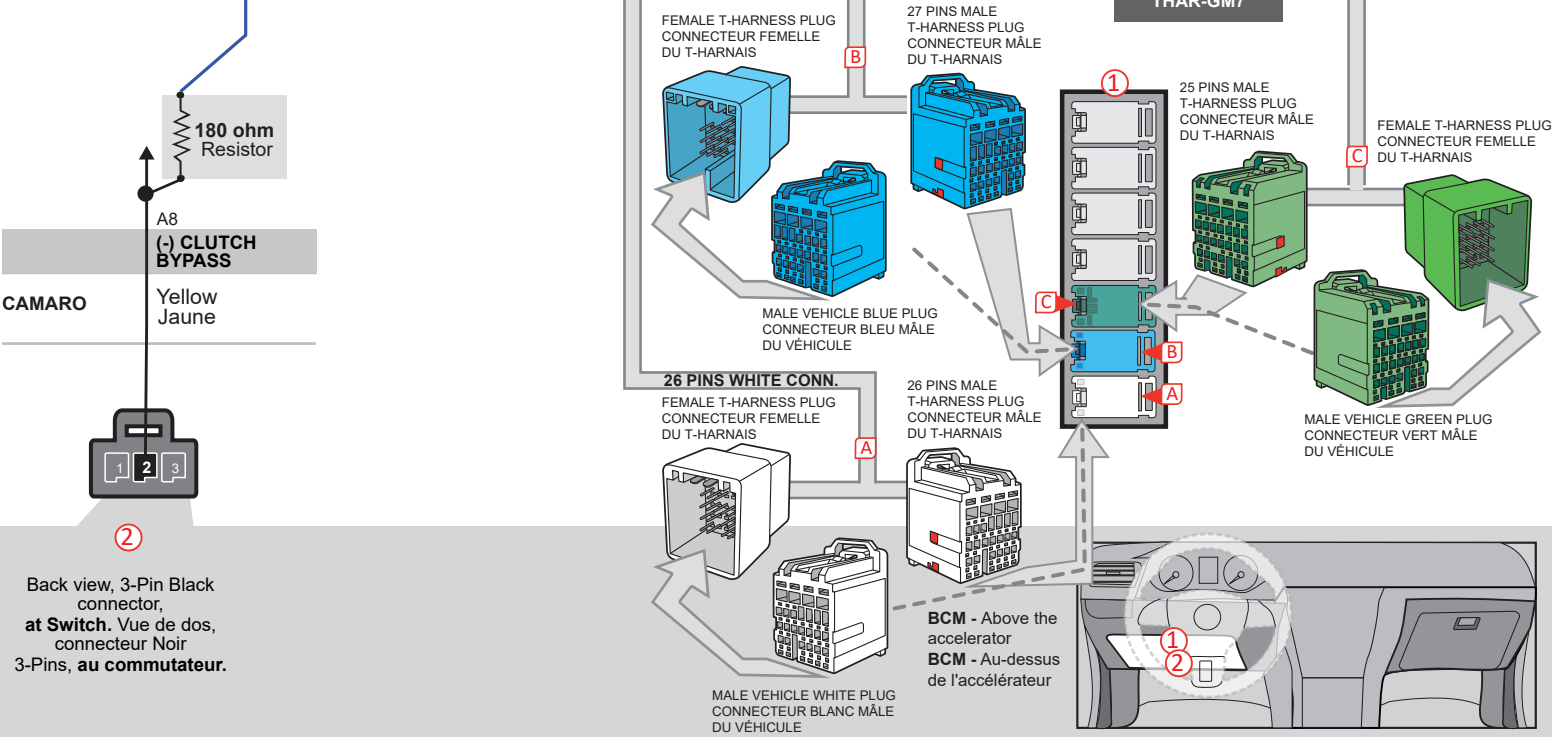 THAR-GM7
FEMALE T-HARNESS PLUG
CONNECTEUR FEMELLE
DU T-HARNAIS
B
27 PINS MALE
T-HARNESS PLUG
CONNECTEUR MÂLE
DU T-HARNAIS
1
25 PINS MALE
T-HARNESS PLUG
CONNECTEUR MÂLE
DU T-HARNAIS
C
FEMALE T-HARNESS PLUG
CONNECTEUR FEMELLE
DU T-HARNAIS
180 ohm
Resistor
A8
(-) CLUTCH
BYPASS
CAMARO
Yellow
Jaune
MALE VEHICLE BLUE PLUG
CONNECTEUR BLEU MÂLE
DU VÉHICULE
C
B
A
MALE VEHICLE GREEN PLUG
CONNECTEUR VERT MÂLE
DU VÉHICULE
26 PINS WHITE CONN.
FEMALE T-HARNESS PLUG
CONNECTEUR FEMELLE
DU T-HARNAIS
A
26 PINS MALE
T-HARNESS PLUG
CONNECTEUR MÂLE
DU T-HARNAIS
1 2 3
2
Back view, 3-Pin Black
connector,
at Switch. Vue de dos,
connecteur Noir
3-Pins, au commutateur.
MALE VEHICLE WHITE PLUG
CONNECTEUR BLANC MÂLE
DU VÉHICULE
BCM - Above the
accelerator
BCM - Au-dessus
de l'accélérateur
1
2